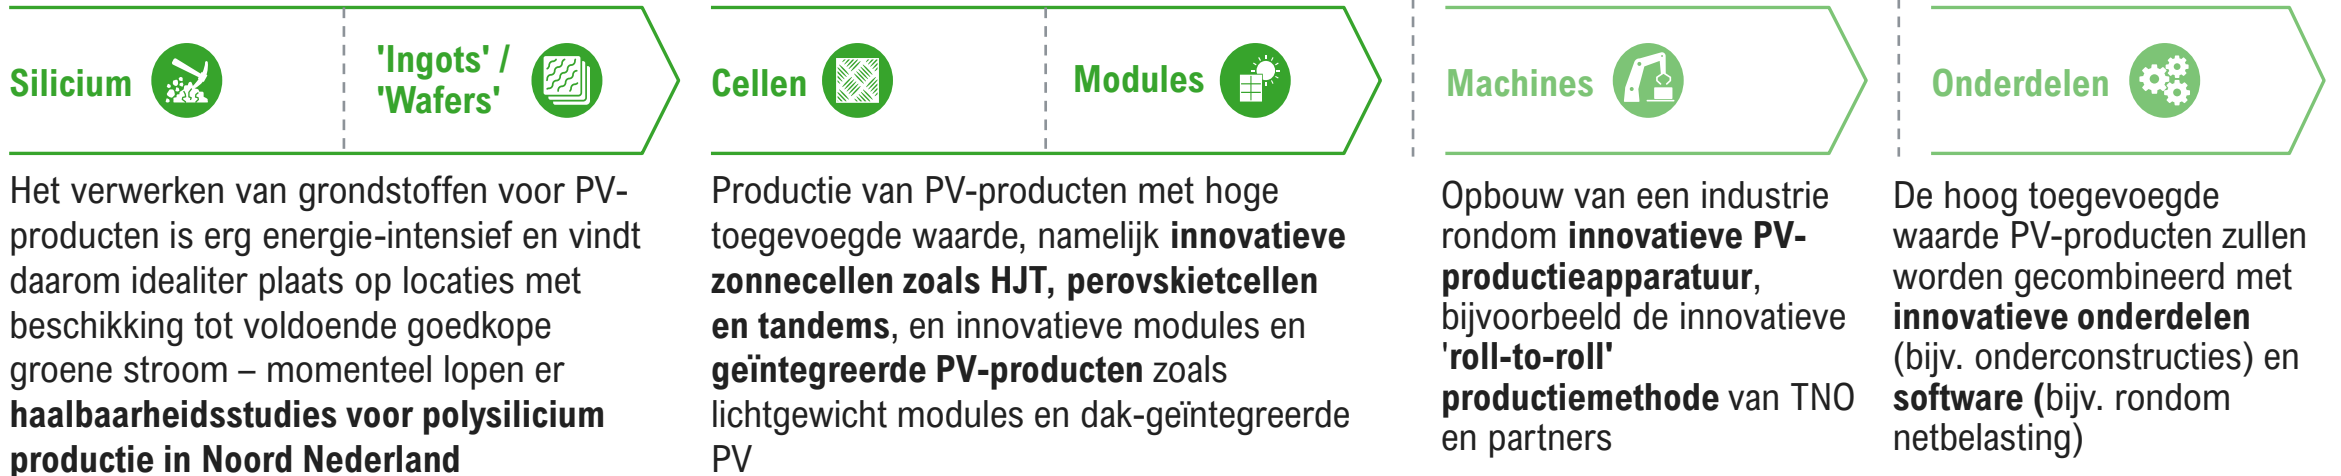 Silicium
'Ingots' /
'Wafers'
Cellen
Modules
Machines
Onderdelen
Het verwerken van grondstoffen voor PV-
producten is erg energie-intensief en vindt
daarom idealiter plaats op locaties met
beschikking tot voldoende goedkope
groene stroom – momenteel lopen er
haalbaarheidsstudies voor polysilicium
productie in Noord Nederland
Productie van PV-producten met hoge
toegevoegde waarde, namelijk innovatieve
zonnecellen zoals HJT, perovskietcellen
en tandems, en innovatieve modules en
geïntegreerde PV-producten zoals
lichtgewicht modules en dak-geïntegreerde
PV
Opbouw van een industrie
rondom innovatieve PV-
productieapparatuur,
bijvoorbeeld de innovatieve
'roll-to-roll'
productiemethode van TNO
en partners
De hoog toegevoegde
waarde PV-producten zullen
worden gecombineerd met
innovatieve onderdelen
(bijv. onderconstructies) en
software (bijv. rondom
netbelasting)